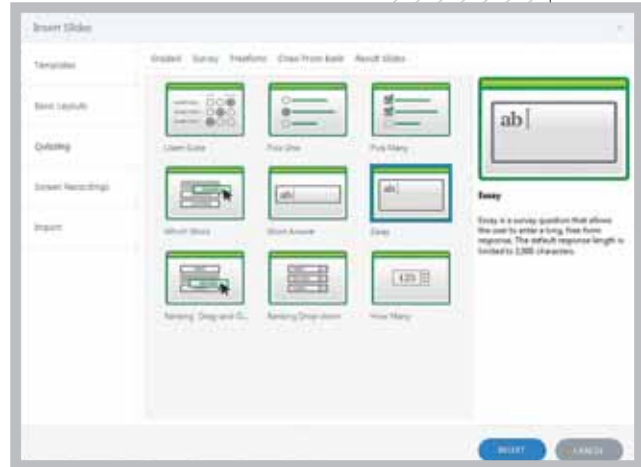 Insert Slides
Templates
Basic Layouts
Quizzing
Screen Recordings
Import
Graded Survey Freeform Draw From Bank Result Slides
Likert Scale Pick One Pick Many
ab ab
Which Word Short Answer Essay
123
Ranking Drag and D... Ranking Drop-down How Many
ab
Essay
Essay is a survey question that allows
the user to enter a long, free form
response. The default response length is
limited to 2,000 characters.
INSERT CANCEL